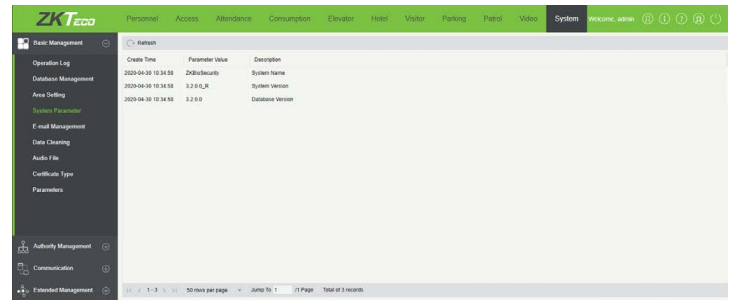 ZKTECO Personnel Access Attendance Consumption Elevator Hotel Visitor Parking Patrol Video System Welcome, admin
Basic Management
Refresh
Operation Log
Database Management
Area Setting
System Parameter
E-mail Management
Data Cleaning
Audio File
Certificate Type
Parameters
Authority Management
Communication
Extended Management
Create Time Parameter Value Description
2020-04-30 10:34:58 ZKBioSecurity System Name
2020-04-30 10:34:58 3.2.0.0_R System Version
2020-04-30 10:34:58 3.2.0.0 Database Version
1-3 50 rows per page Jump To 1 /1 Page Total of 3 records